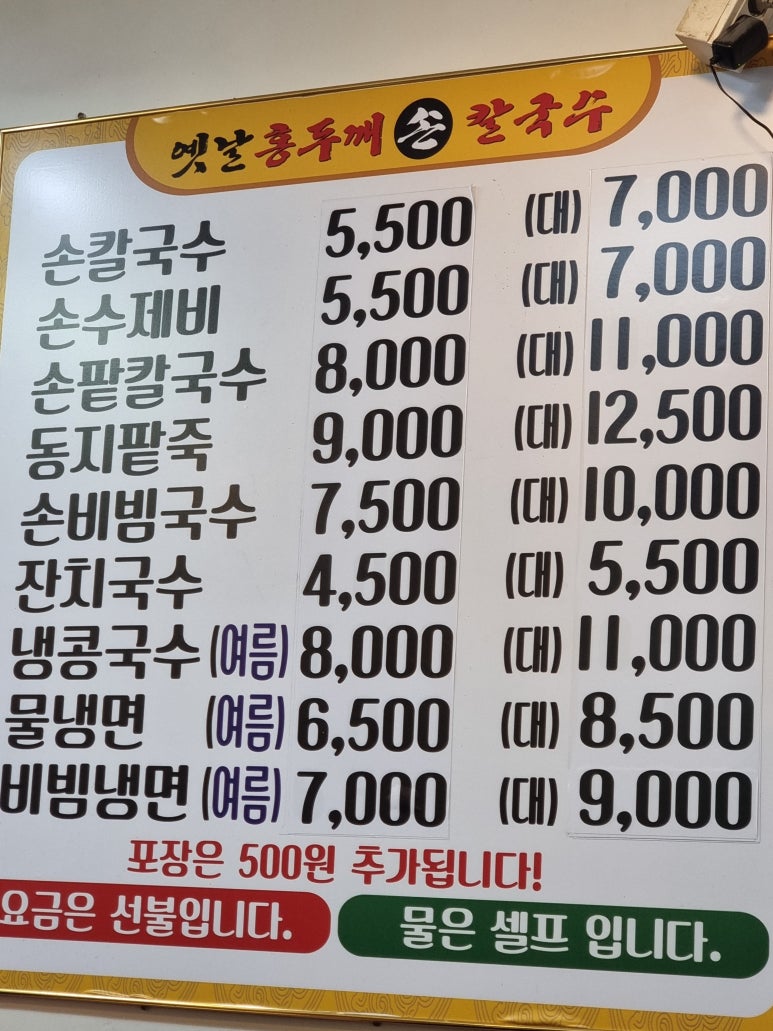 옛날 홍두깨 손 칼국수
손칼국수 5,500 (대) 7,000
손수제비 5,500 (대) 7,000
손팥칼국수 8,000 (대) 11,000
동지팥죽 9,000 (대) 12,500
손비빔국수 7,500 (대) 10,000
잔치국수 4,500 (대) 5,500
냉콩국수 (여름) 8,000 (대) 11,000
물냉면 (여름) 6,500 (대) 8,500
비빔냉면 (여름) 7,000 (대) 9,000
포장은 500원 추가됩니다!
요금은 선불입니다. 물은 셀프 입니다.